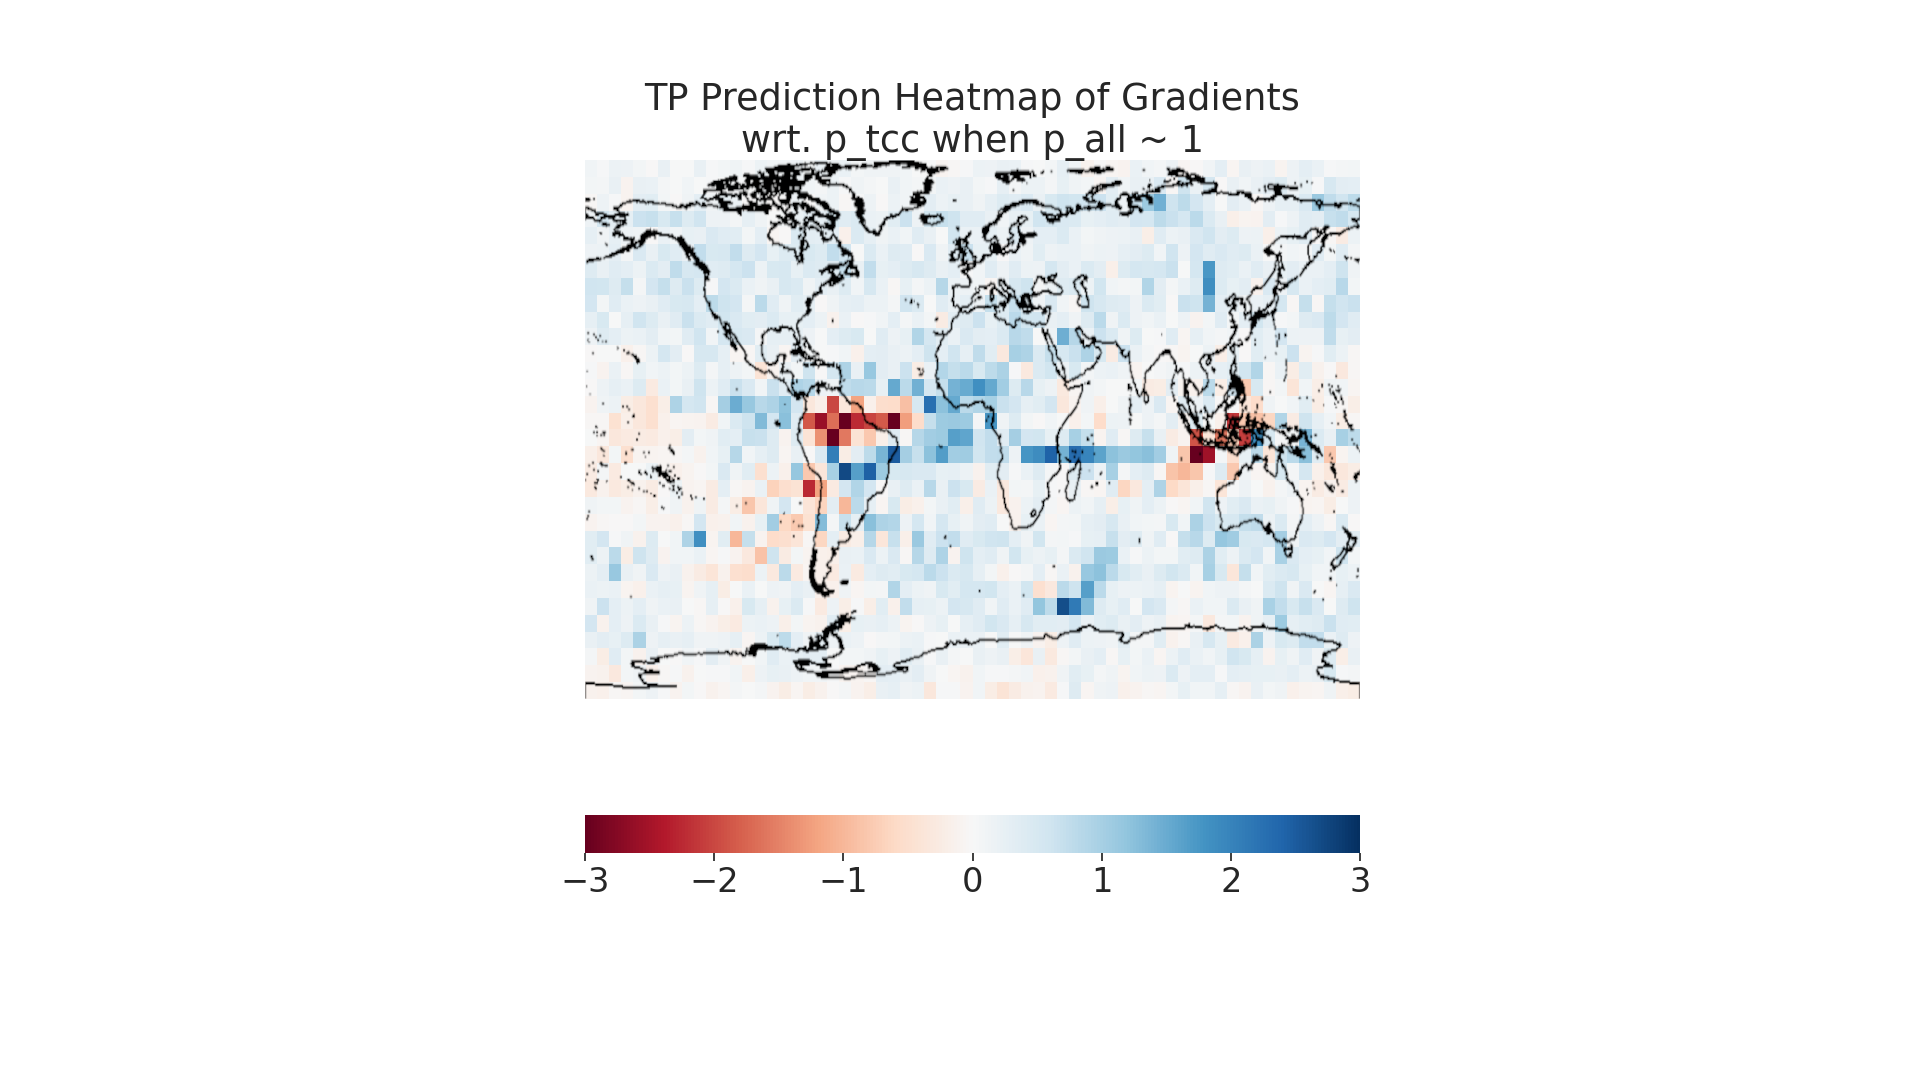 TP Prediction Heatmap of Gradients
wrt. p_tcc when p_all ~ 1
−3 −2 −1 0 1 2 3